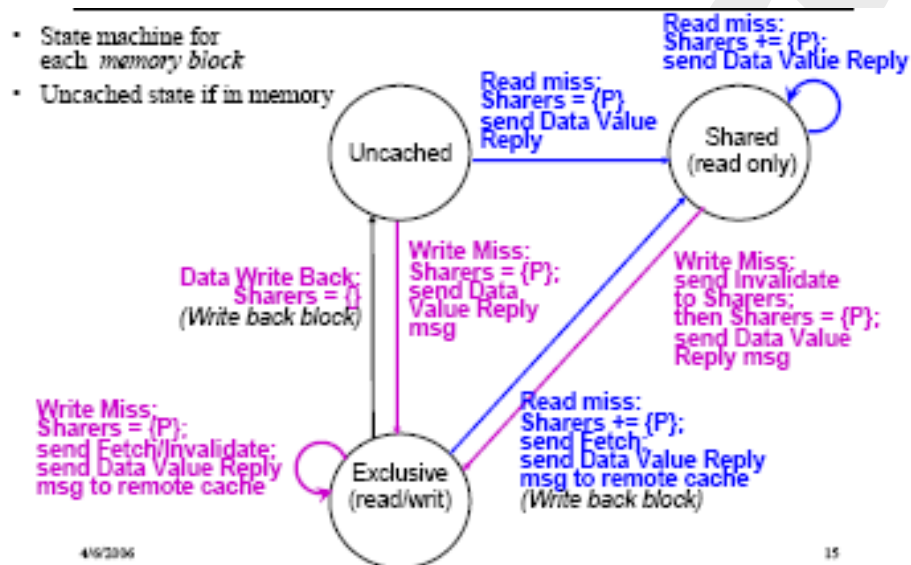 • State machine for
each memory block
• Uncached state if in memory
Read miss:
Sharers += {P};
send Data Value Reply
Read miss:
Sharers = {P}
send Data Value
Reply
Uncached
Shared
(read only)
Data Write Back:
Sharers = {}
(Write back block)
Write Miss:
Sharers = {P};
send Data
Value Reply
msg
Write Miss:
send Invalidate
to Sharers;
then Sharers = {P};
send Data Value
Reply msg
Write Miss:
Sharers = {P};
send Fetch/Invalidate;
send Data Value Reply
msg to remote cache
Exclusive
(read/writ)
Read miss:
Sharers += {P};
send Fetch;
send Data Value Reply
msg to remote cache
(Write back block)
4/6/2006
15